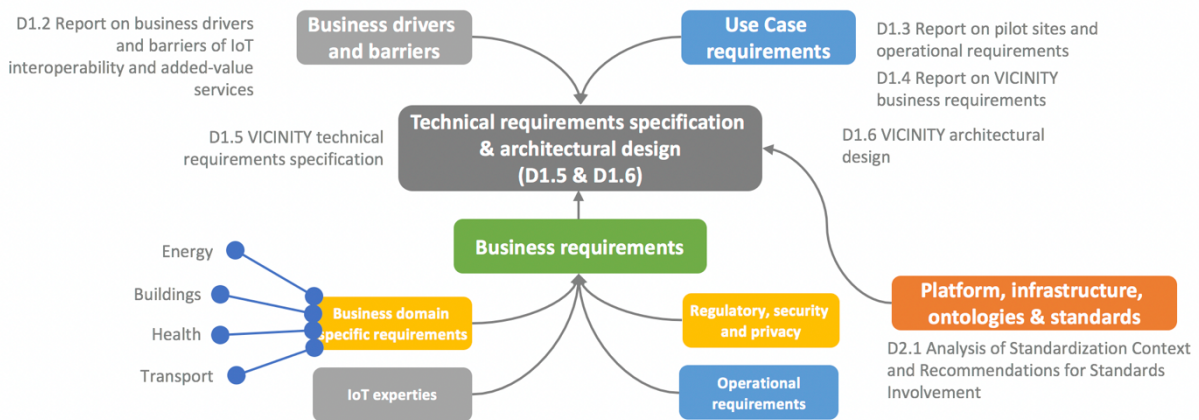 D1.2 Report on business drivers
and barriers of IoT
interoperability and added-value
services
Business drivers
and barriers
Use Case
requirements
D1.3 Report on pilot sites and
operational requirements
D1.4 Report on VICINITY
business requirements
D1.5 VICINITY technical
requirements specification
Technical requirements specification
& architectural design
(D1.5 & D1.6)
D1.6 VICINITY architectural
design
Business requirements
Energy
Buildings
Health
Transport
Business domain
specific requirements
Regulatory, security
and privacy
Platform, infrastructure,
ontologies & standards
D2.1 Analysis of Standardization Context
and Recommendations for Standards
Involvement
IoT experties
Operational
requirements